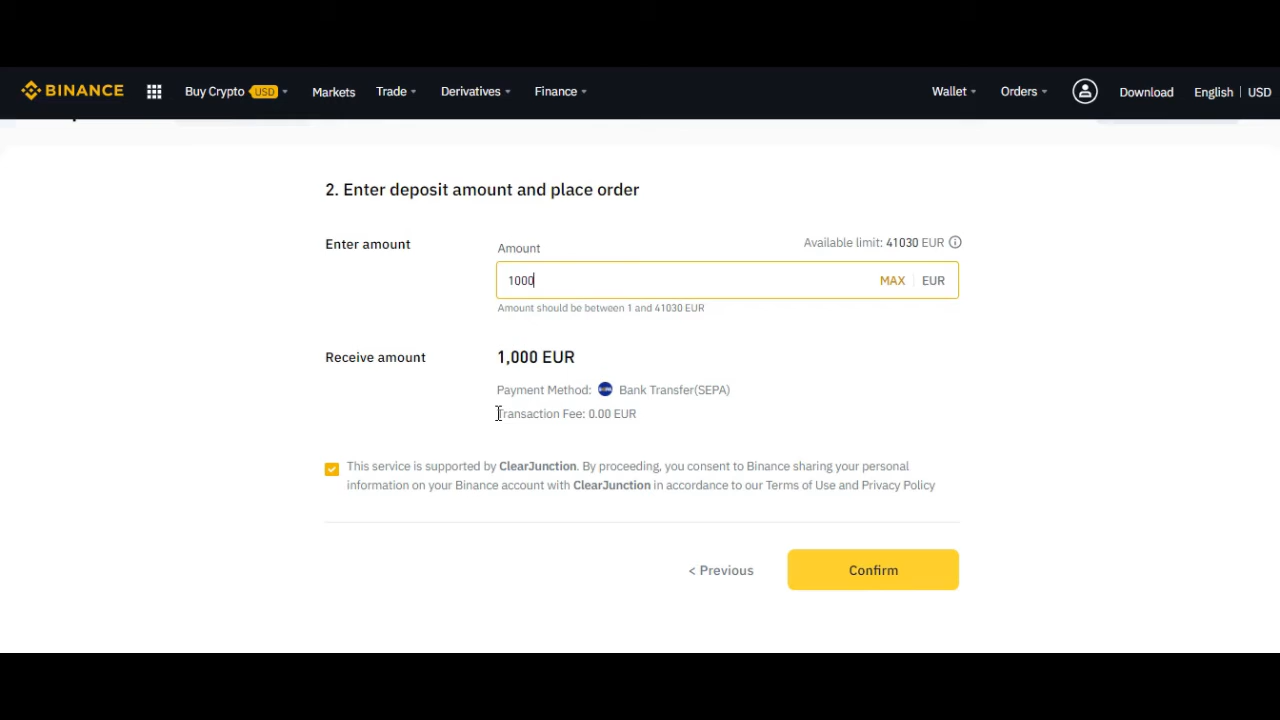 BINANCE Buy Crypto USD Markets Trade Derivatives Finance Wallet Orders Download English | USD
2. Enter deposit amount and place order
Enter amount
Amount
Available limit: 41030 EUR
1000
MAX
EUR
Amount should be between 1 and 41030 EUR
Receive amount
1,000 EUR
Payment Method: Bank Transfer(SEPA)
Transaction Fee: 0.00 EUR
This service is supported by ClearJunction. By proceeding, you consent to Binance sharing your personal
information on your Binance account with ClearJunction in accordance to our Terms of Use and Privacy Policy
< Previous
Confirm